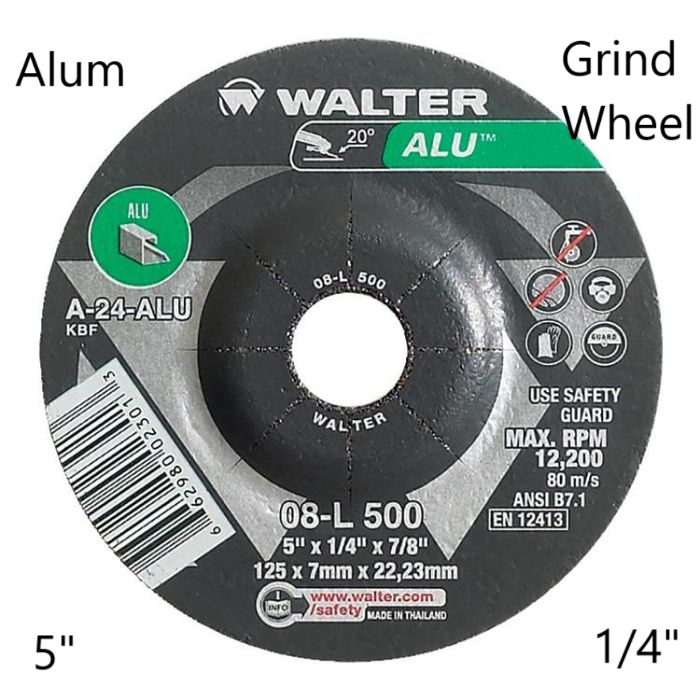 Alum
Grind
Wheel
WALTER
20°
ALU™
ALU
08-L 500
A-24-ALU
KBF
GUARD
WALTER
USE SAFETY
GUARD
MAX. RPM
12,200
80 m/s
ANSI B7.1
EN 12413
6 62980 02301 3
08-L 500
5" x 1/4" x 7/8"
125 x 7mm x 22,23mm
INFO
www.walter.com
/safety MADE IN THAILAND
5"
1/4"